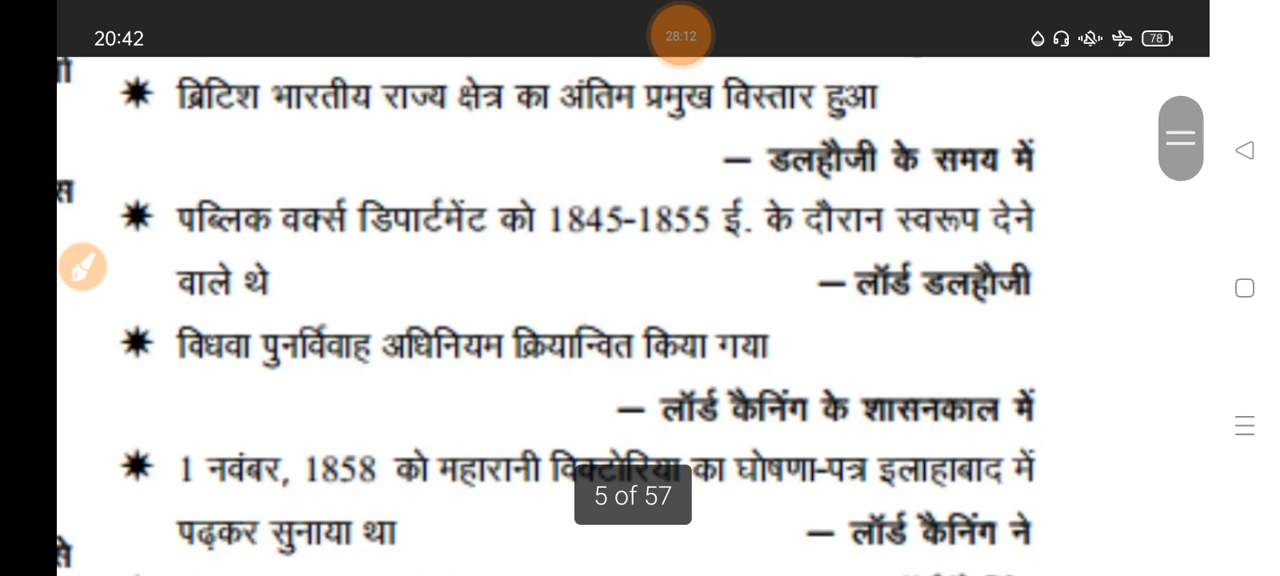 20:42
28:12
78
ब्रिटिश भारतीय राज्य क्षेत्र का अंतिम प्रमुख विस्तार हुआ
— डलहौजी के समय में
स
पब्लिक वर्क्स डिपार्टमेंट को 1845-1855 ई. के दौरान स्वरूप देने
वाले थे — लॉर्ड डलहौजी
विधवा पुनर्विवाह अधिनियम क्रियान्वित किया गया
— लॉर्ड कैनिंग के शासनकाल में
1 नवंबर, 1858 को महारानी विक्टोरिया का घोषणा-पत्र इलाहाबाद में
5 of 57
पढ़कर सुनाया था — लॉर्ड कैनिंग ने
से